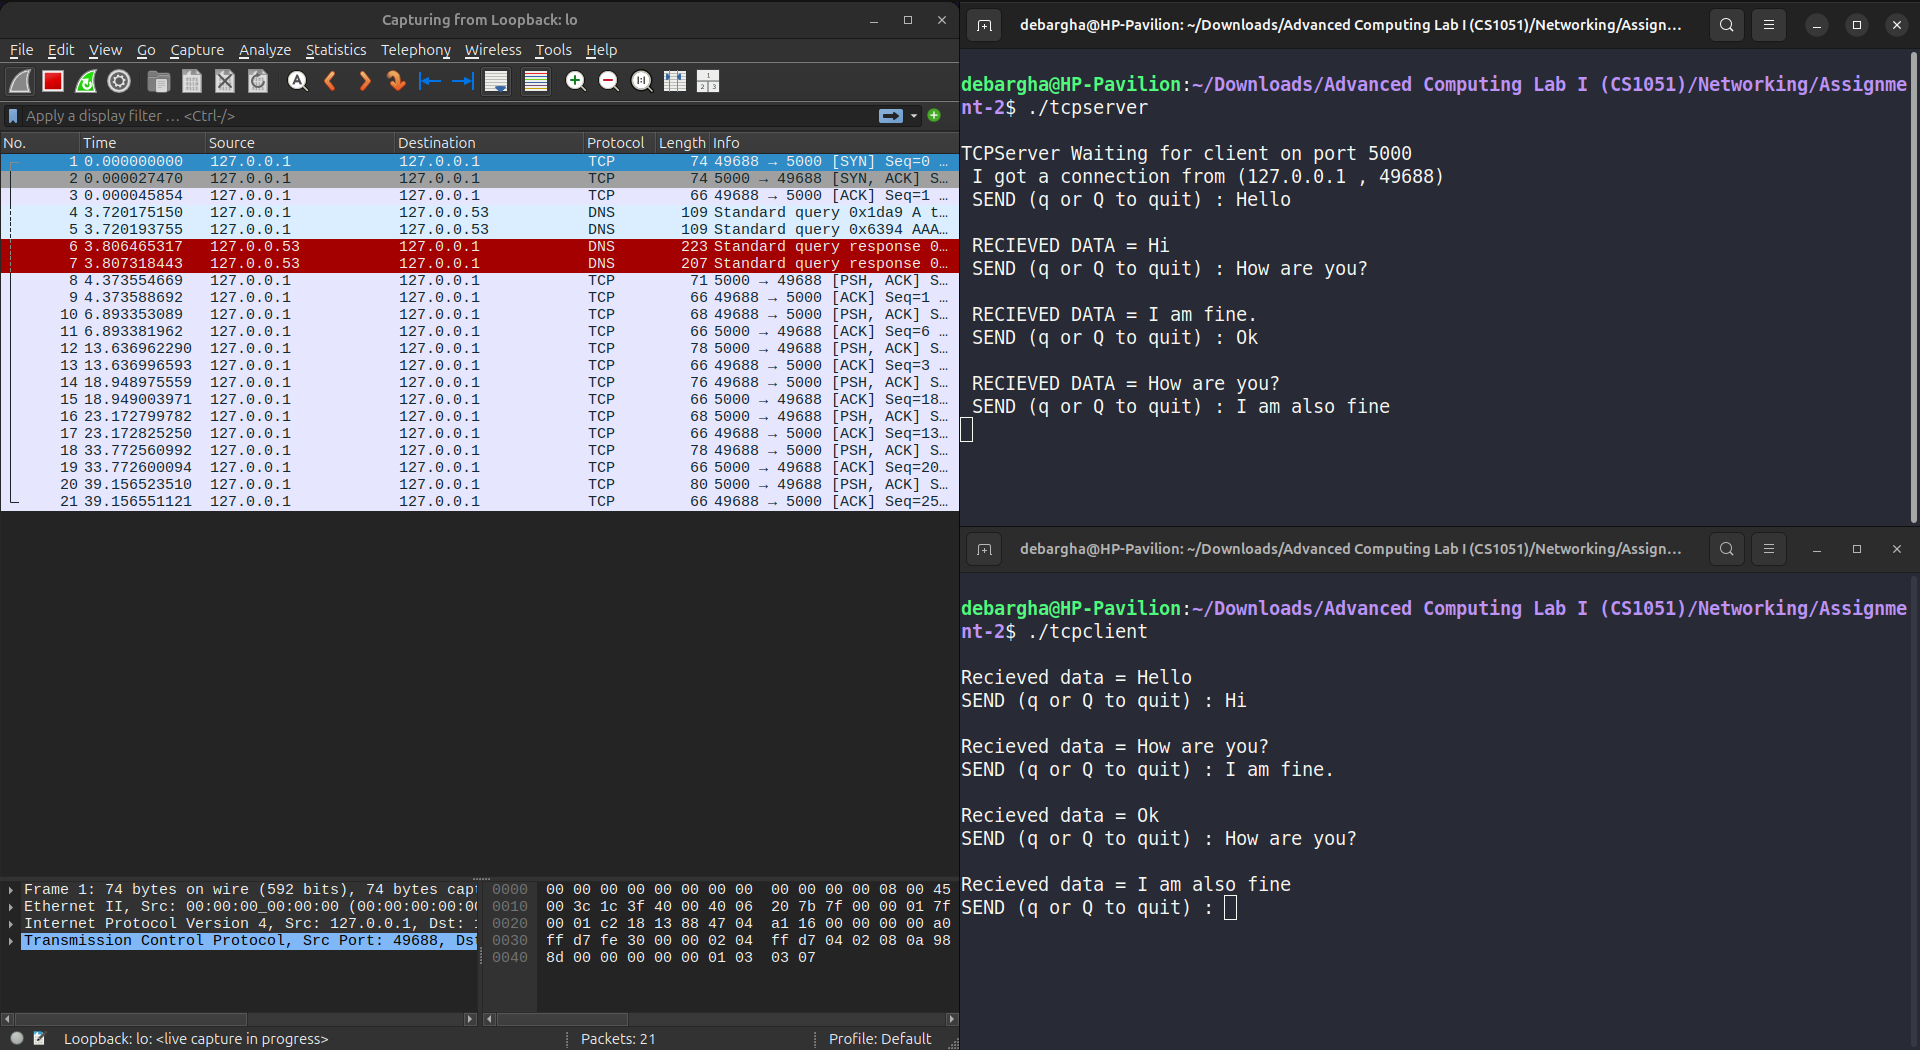 Capturing from Loopback: lo
File Edit View Go Capture Analyze Statistics Telephony Wireless Tools Help
Apply a display filter … <Ctrl-/>
No. Time Source Destination Protocol Length Info
1 0.000000000 127.0.0.1 127.0.0.1 TCP 74 49688 → 5000 [SYN] Seq=0 …
2 0.000027470 127.0.0.1 127.0.0.1 TCP 74 5000 → 49688 [SYN, ACK] S…
3 0.000045854 127.0.0.1 127.0.0.1 TCP 66 49688 → 5000 [ACK] Seq=1 …
4 3.720175150 127.0.0.1 127.0.0.53 DNS 109 Standard query 0x1da9 A t…
5 3.720193755 127.0.0.1 127.0.0.53 DNS 109 Standard query 0x6394 AAA…
6 3.806465317 127.0.0.53 127.0.0.1 DNS 223 Standard query response 0…
7 3.807318443 127.0.0.53 127.0.0.1 DNS 207 Standard query response 0…
8 4.373554669 127.0.0.1 127.0.0.1 TCP 71 5000 → 49688 [PSH, ACK] S…
9 4.373588692 127.0.0.1 127.0.0.1 TCP 66 49688 → 5000 [ACK] Seq=1 …
10 6.893353089 127.0.0.1 127.0.0.1 TCP 68 49688 → 5000 [PSH, ACK] S…
11 6.893381962 127.0.0.1 127.0.0.1 TCP 66 5000 → 49688 [ACK] Seq=6 …
12 13.636962290 127.0.0.1 127.0.0.1 TCP 78 5000 → 49688 [PSH, ACK] S…
13 13.636996593 127.0.0.1 127.0.0.1 TCP 66 49688 → 5000 [ACK] Seq=3 …
14 18.948975559 127.0.0.1 127.0.0.1 TCP 76 49688 → 5000 [PSH, ACK] S…
15 18.949003971 127.0.0.1 127.0.0.1 TCP 66 5000 → 49688 [ACK] Seq=18…
16 23.172799782 127.0.0.1 127.0.0.1 TCP 68 5000 → 49688 [PSH, ACK] S…
17 23.172825250 127.0.0.1 127.0.0.1 TCP 66 49688 → 5000 [ACK] Seq=13…
18 33.772560992 127.0.0.1 127.0.0.1 TCP 78 49688 → 5000 [PSH, ACK] S…
19 33.772600094 127.0.0.1 127.0.0.1 TCP 66 5000 → 49688 [ACK] Seq=20…
20 39.156523510 127.0.0.1 127.0.0.1 TCP 80 5000 → 49688 [PSH, ACK] S…
21 39.156551121 127.0.0.1 127.0.0.1 TCP 66 49688 → 5000 [ACK] Seq=25…
Frame 1: 74 bytes on wire (592 bits), 74 bytes capt
Ethernet II, Src: 00:00:00_00:00:00 (00:00:00:00:00
Internet Protocol Version 4, Src: 127.0.0.1, Dst: 1
Transmission Control Protocol, Src Port: 49688, Dst
0000 00 00 00 00 00 00 00 00 00 00 00 00 08 00 45
0010 00 3c 1c 3f 40 00 40 06 20 7b 7f 00 00 01 7f
0020 00 01 c2 18 13 88 47 04 a1 16 00 00 00 00 a0
0030 ff d7 fe 30 00 00 02 04 ff d7 04 02 08 0a 98
0040 8d 00 00 00 00 00 01 03 03 07
Loopback: lo: <live capture in progress> Packets: 21 Profile: Default
debargha@HP-Pavilion: ~/Downloads/Advanced Computing Lab I (CS1051)/Networking/Assign…
debargha@HP-Pavilion:~/Downloads/Advanced Computing Lab I (CS1051)/Networking/Assignme
nt-2$ ./tcpserver
TCPServer Waiting for client on port 5000
I got a connection from (127.0.0.1 , 49688)
SEND (q or Q to quit) : Hello
RECIEVED DATA = Hi
SEND (q or Q to quit) : How are you?
RECIEVED DATA = I am fine.
SEND (q or Q to quit) : Ok
RECIEVED DATA = How are you?
SEND (q or Q to quit) : I am also fine
debargha@HP-Pavilion: ~/Downloads/Advanced Computing Lab I (CS1051)/Networking/Assign…
debargha@HP-Pavilion:~/Downloads/Advanced Computing Lab I (CS1051)/Networking/Assignme
nt-2$ ./tcpclient
Recieved data = Hello
SEND (q or Q to quit) : Hi
Recieved data = How are you?
SEND (q or Q to quit) : I am fine.
Recieved data = Ok
SEND (q or Q to quit) : How are you?
Recieved data = I am also fine
SEND (q or Q to quit) :